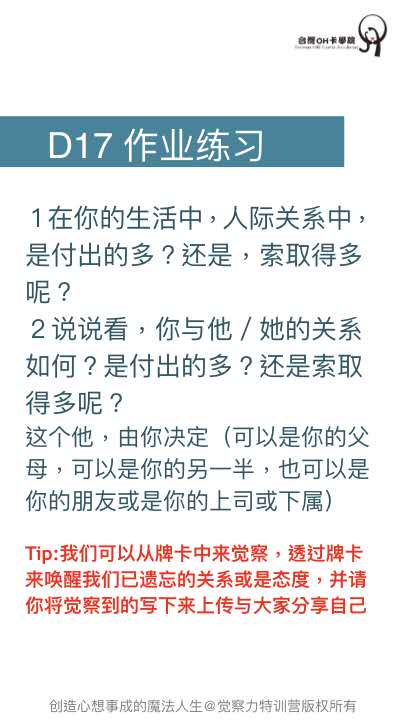 台灣OH卡學院
D17 作业练习
1在你的生活中，人际关系中，
是付出的多？还是，索取得多
呢？
2说说看，你与他／她的关系
如何？是付出的多？还是索取
得多呢？
这个他，由你决定（可以是你的父
母，可以是你的另一半，也可以是
你的朋友或是你的上司或下属）
Tip:我们可以从牌卡中来觉察，透过牌卡
来唤醒我们已遗忘的关系或是态度，并请
你将觉察到的写下来上传与大家分享自己
创造心想事成的魔法人生＠觉察力特训营版权所有